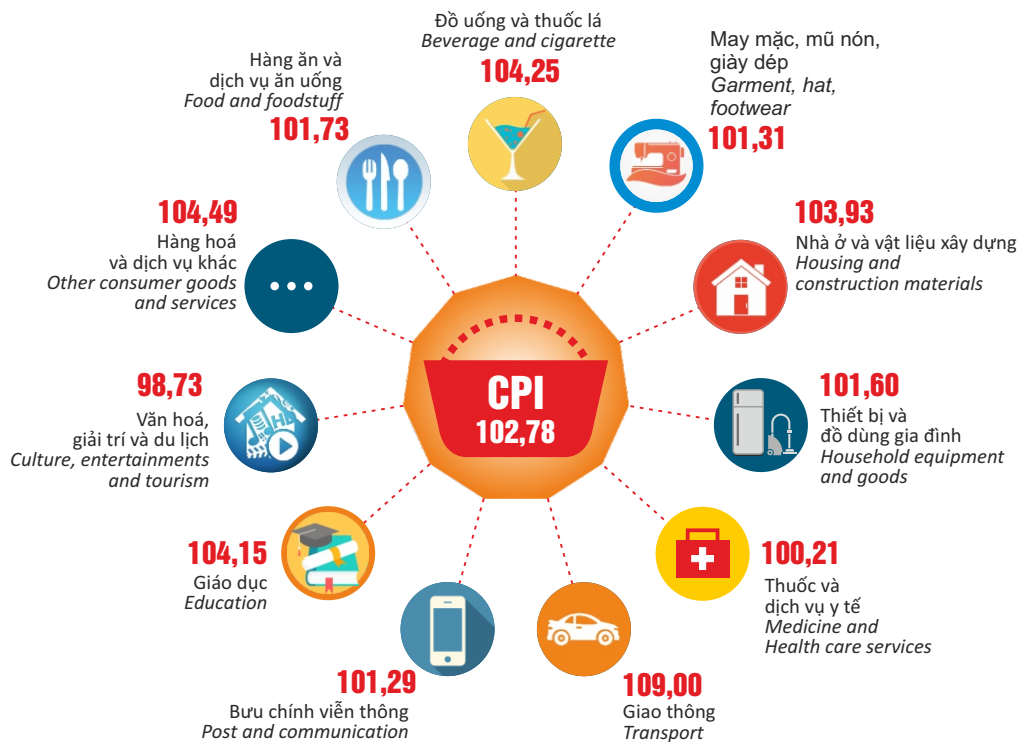 Đồ uống và thuốc lá
Beverage and cigarette
104,25
May mặc, mũ nón,
giày dép
Garment, hat,
footwear
101,31
103,93
Nhà ở và vật liệu xây dựng
Housing and
construction materials
101,60
Thiết bị và
đồ dùng gia đình
Household equipment
and goods
100,21
Thuốc và
dịch vụ y tế
Medicine and
Health care services
109,00
Giao thông
Transport
101,29
Bưu chính viễn thông
Post and communication
104,15
Giáo dục
Education
98,73
Văn hoá,
giải trí và du lịch
Culture, entertainments
and tourism
104,49
Hàng hoá
và dịch vụ khác
Other consumer goods
and services
Hàng ăn và
dịch vụ ăn uống
Food and foodstuff
101,73
CPI
102,78